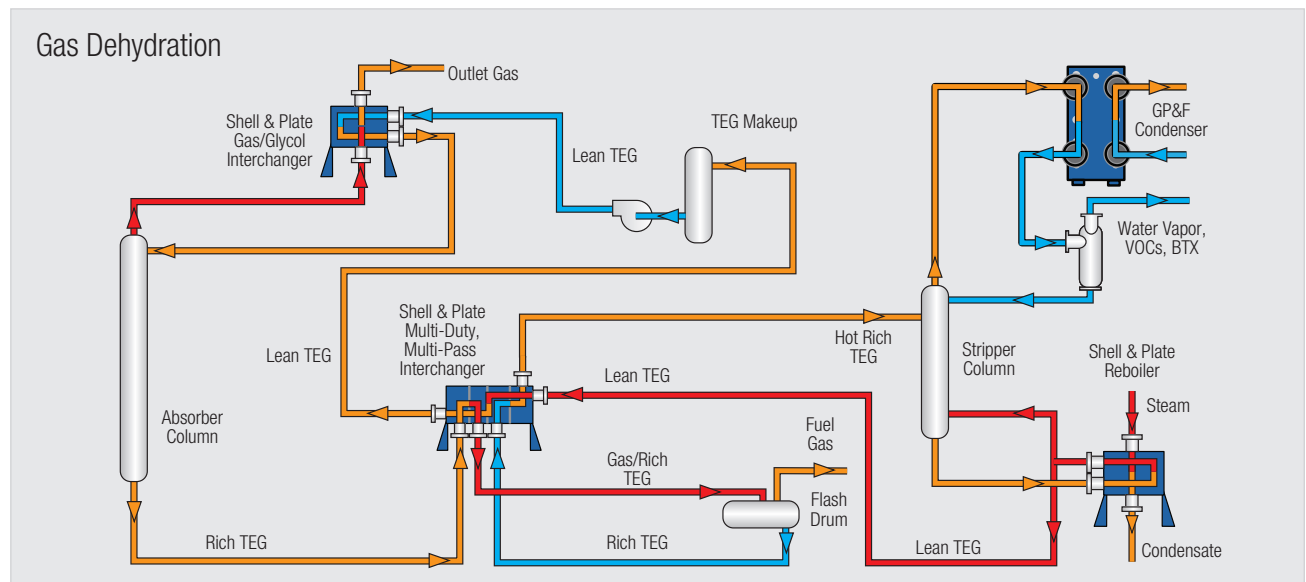 Gas Dehydration
Outlet Gas
Shell & Plate
Gas/Glycol
Interchanger
Lean TEG
TEG Makeup
GP&F
Condenser
Water Vapor,
VOCs, BTX
Shell & Plate
Multi-Duty,
Multi-Pass
Interchanger
Hot Rich
TEG
Stripper
Column
Shell & Plate
Reboiler
Lean TEG
Lean TEG
Steam
Absorber
Column
Fuel
Gas
Gas/Rich
TEG
Flash
Drum
Rich TEG
Rich TEG
Lean TEG
Condensate